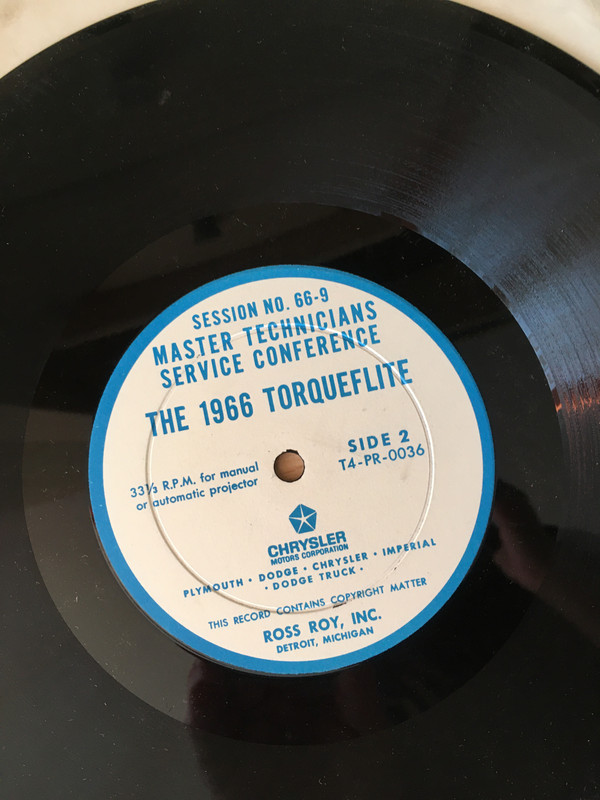 SESSION NO. 66-9
MASTER TECHNICIANS
SERVICE CONFERENCE
THE 1966 TORQUEFLITE
SIDE 2
T4-PR-0036
33⅓ R.P.M. for manual
or automatic projector
CHRYSLER
MOTORS CORPORATION
PLYMOUTH · DODGE · CHRYSLER · IMPERIAL
· DODGE TRUCK ·
THIS RECORD CONTAINS COPYRIGHT MATTER
ROSS ROY, INC.
DETROIT, MICHIGAN